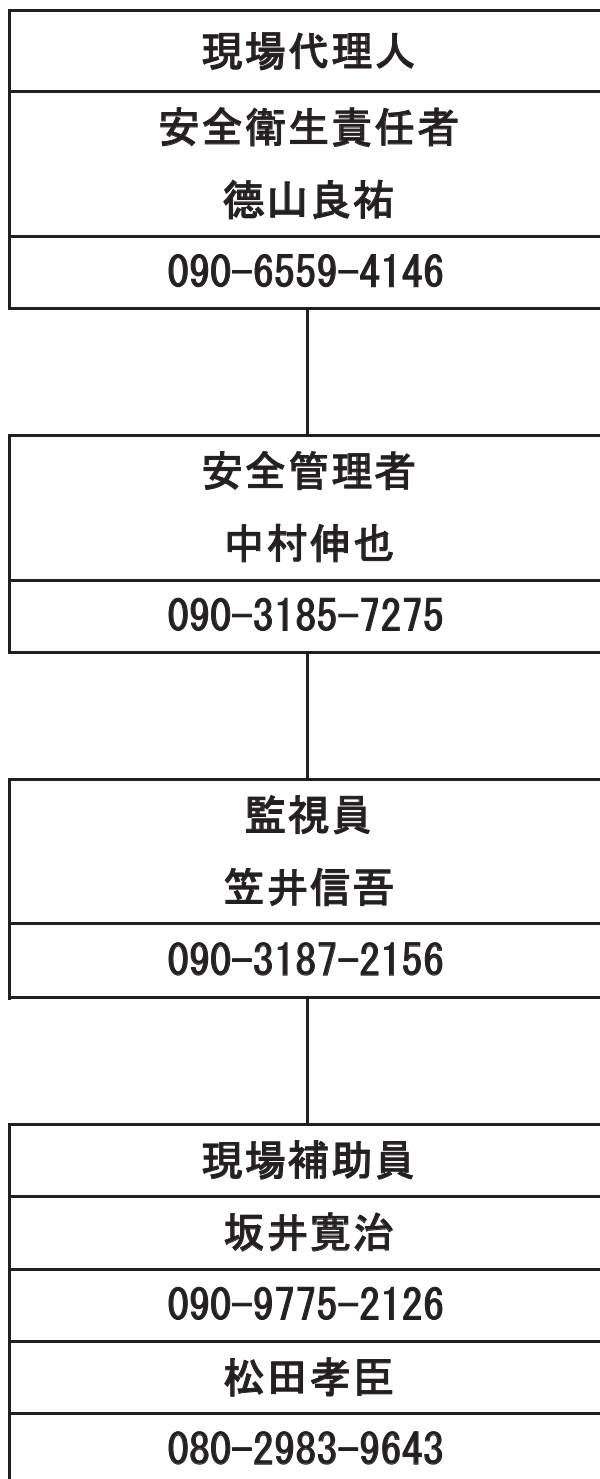 現場代理人
安全衛生責任者
德山良祐
090-6559-4146
安全管理者
中村伸也
090-3185-7275
監視員
笠井信吾
090-3187-2156
現場補助員
坂井寛治
090-9775-2126
松田孝臣
080-2983-9643